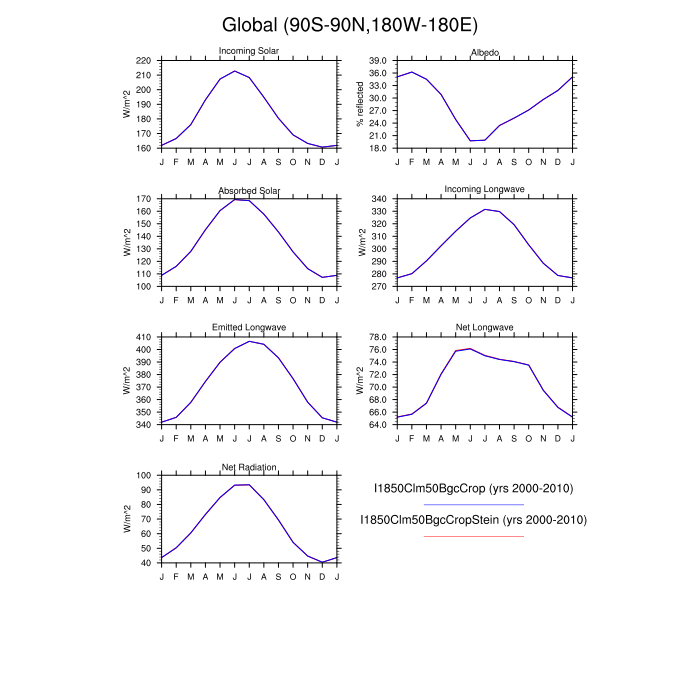 Global (90S-90N,180W-180E)
Incoming Solar
W/m^2
220
210
200
190
180
170
160
J F M A M J J A S O N D J
Albedo
% reflected
39.0
36.0
33.0
30.0
27.0
24.0
21.0
18.0
J F M A M J J A S O N D J
Absorbed Solar
W/m^2
170
160
150
140
130
120
110
100
J F M A M J J A S O N D J
Incoming Longwave
W/m^2
340
330
320
310
300
290
280
270
J F M A M J J A S O N D J
Emitted Longwave
W/m^2
410
400
390
380
370
360
350
340
J F M A M J J A S O N D J
Net Longwave
W/m^2
78.0
76.0
74.0
72.0
70.0
68.0
66.0
64.0
J F M A M J J A S O N D J
Net Radiation
W/m^2
100
90
80
70
60
50
40
J F M A M J J A S O N D J
I1850Clm50BgcCrop (yrs 2000-2010)
I1850Clm50BgcCropStein (yrs 2000-2010)